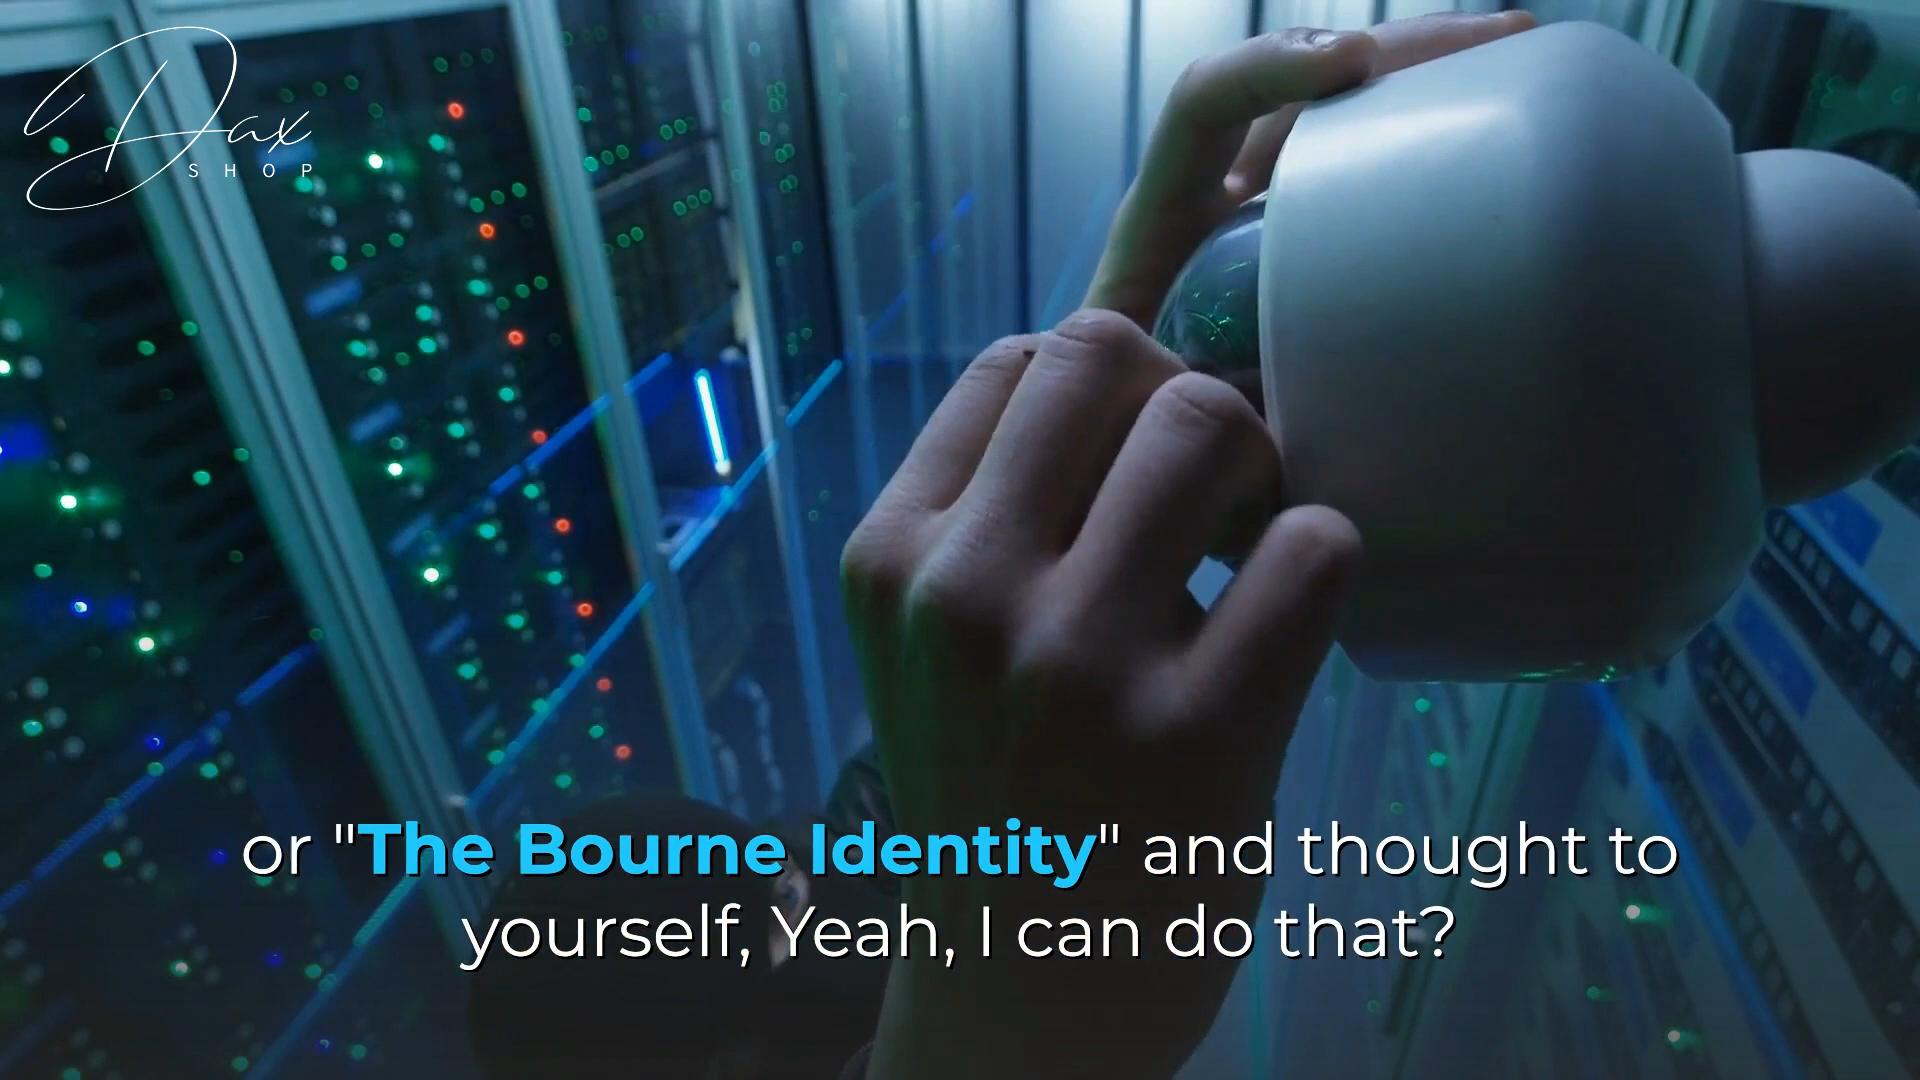 Dax
SHOP
or "The Bourne Identity" and thought to
yourself, Yeah, I can do that?